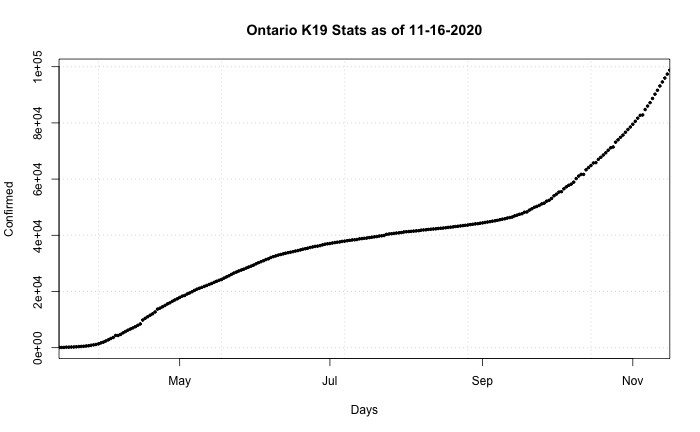 Ontario K19 Stats as of 11-16-2020
1e+05
8e+04
6e+04
4e+04
2e+04
0e+00
Confirmed
May Jul Sep Nov
Days